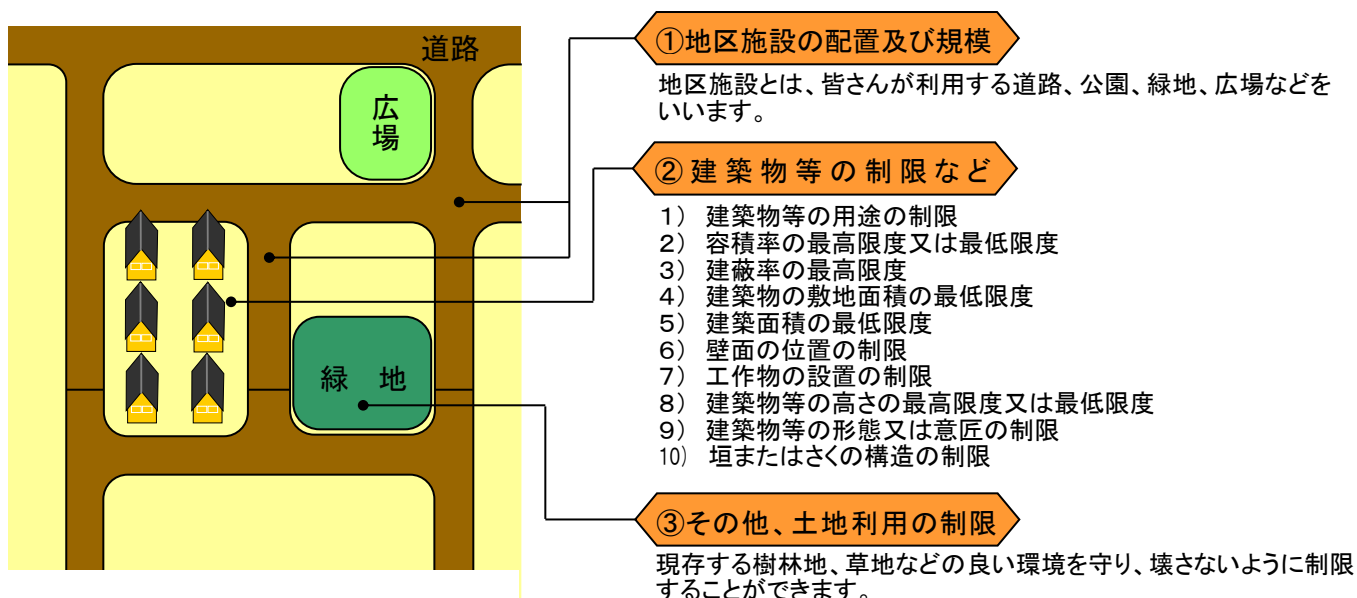 道路
広場
緑 地
①地区施設の配置及び規模
地区施設とは、皆さんが利用する道路、公園、緑地、広場などを
いいます。
②建築物等の制限など
1） 建築物等の用途の制限
2） 容積率の最高限度又は最低限度
3） 建蔽率の最高限度
4） 建築物の敷地面積の最低限度
5） 建築面積の最低限度
6） 壁面の位置の制限
7） 工作物の設置の制限
8） 建築物等の高さの最高限度又は最低限度
9） 建築物等の形態又は意匠の制限
10） 垣またはさくの構造の制限
③その他、土地利用の制限
現存する樹林地、草地などの良い環境を守り、壊さないように制限
することができます。